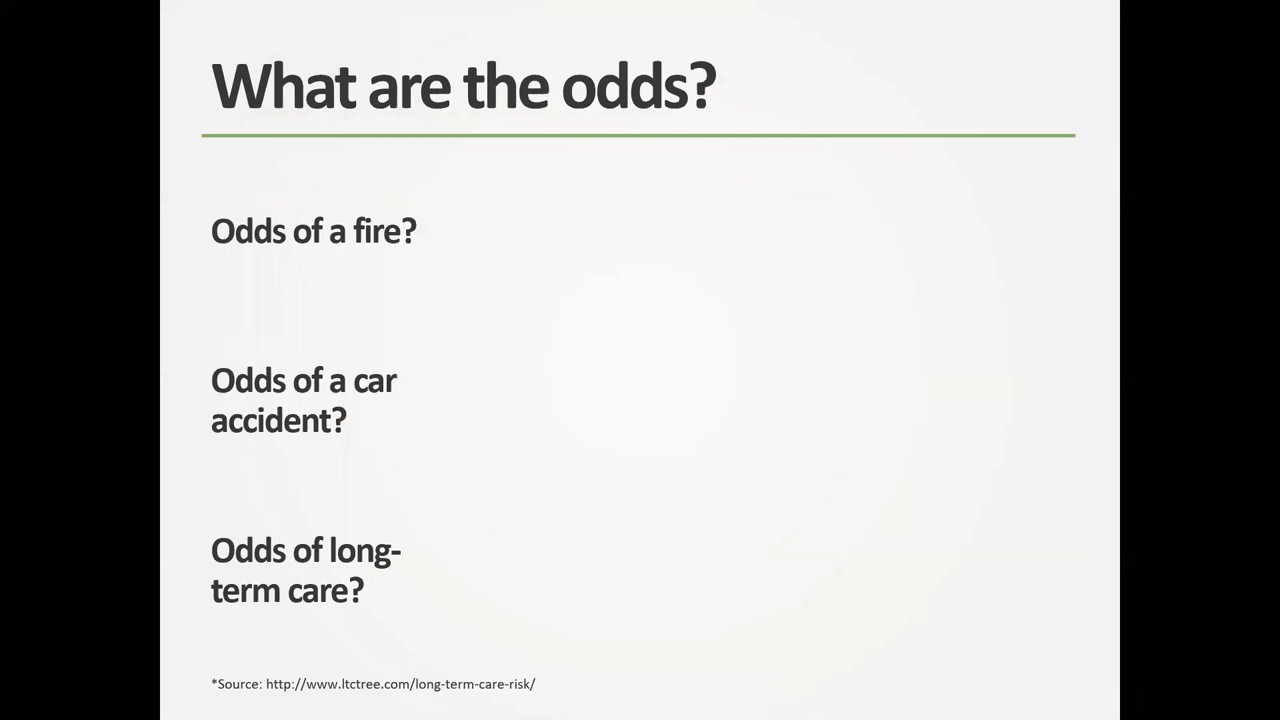 What are the odds?
Odds of a fire?
Odds of a car
accident?
Odds of long-
term care?
*Source: http://www.ltctree.com/long-term-care-risk/